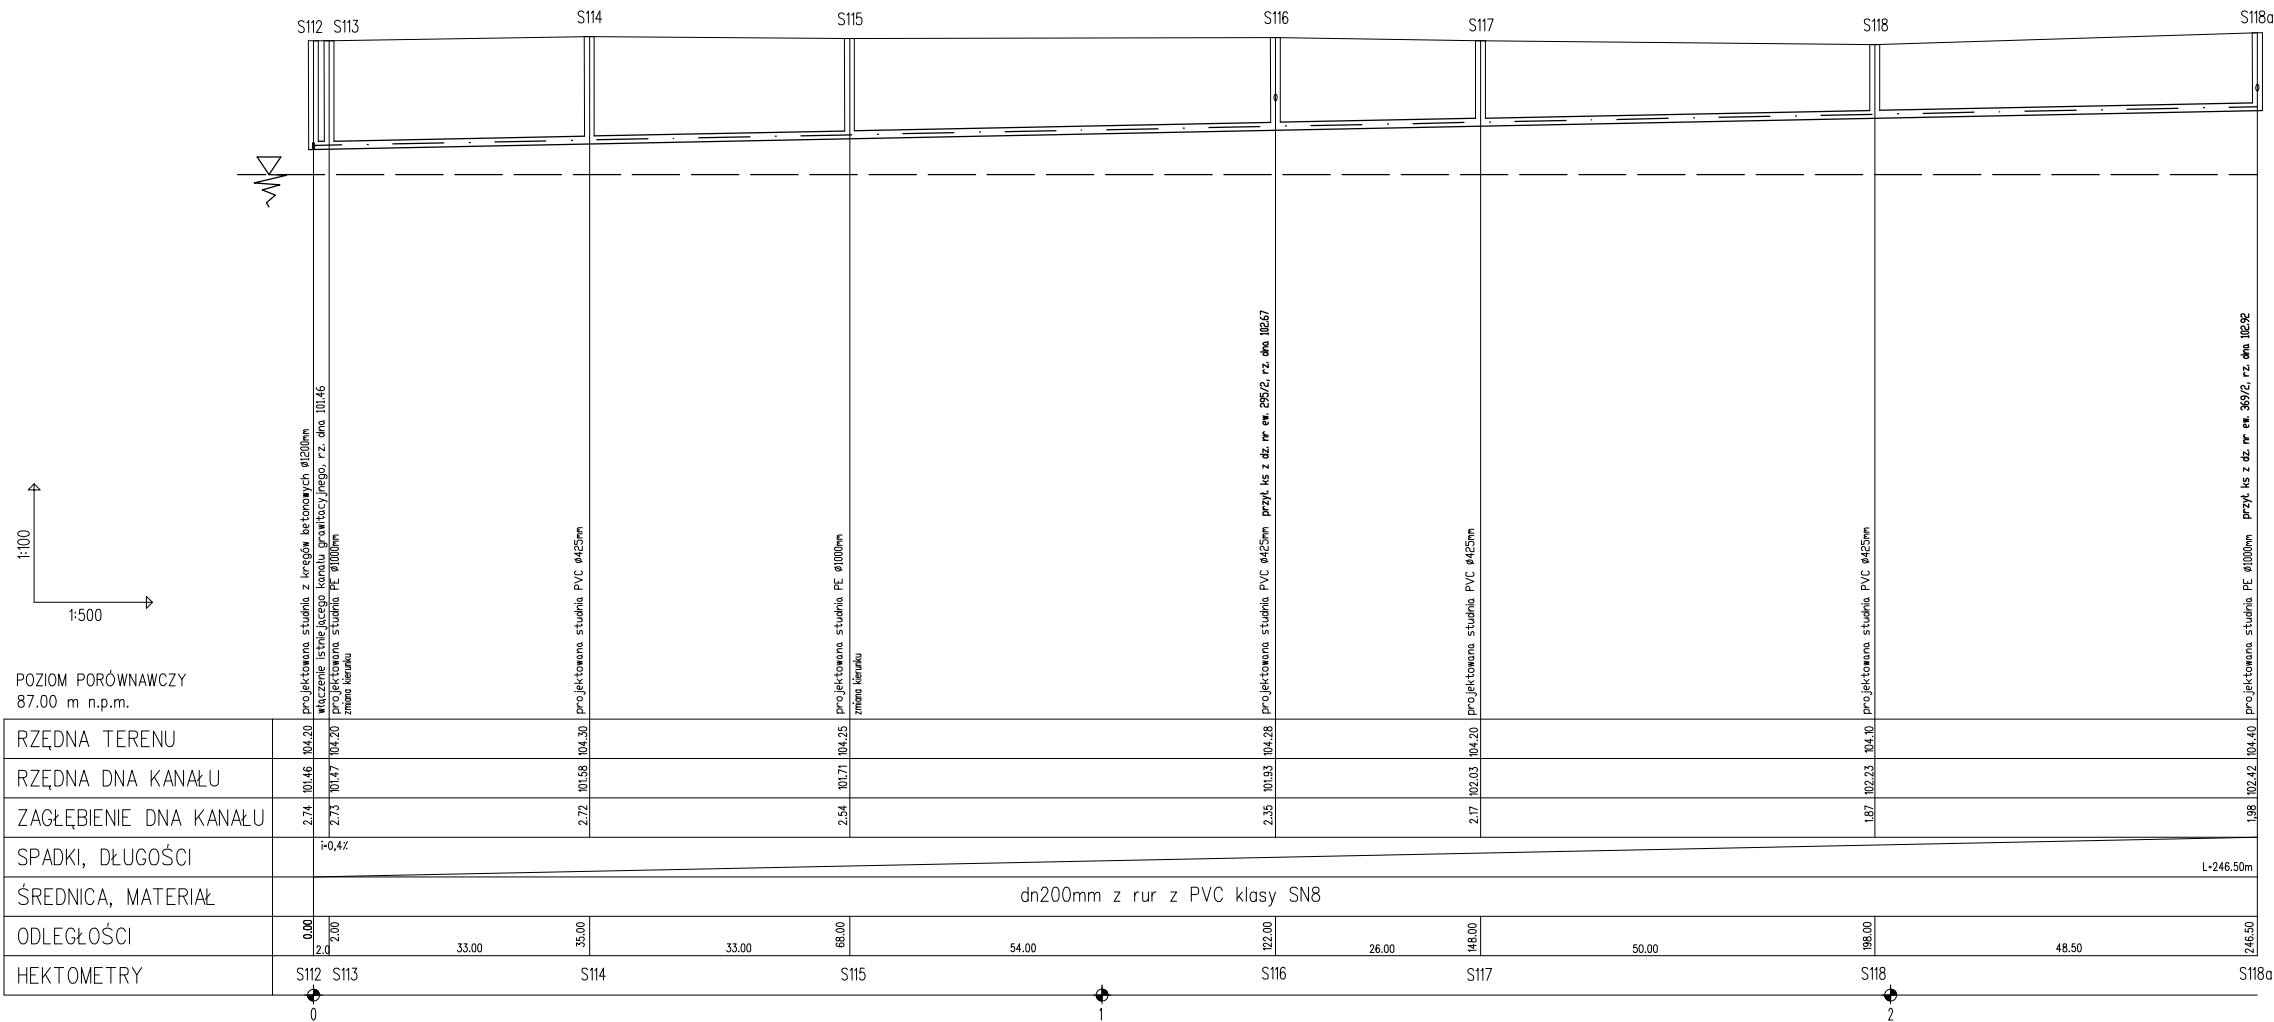 S112 S113 S114 S115 S116 S117 S118 S118a
projektowana studnia z kręgów betonowych Ø1200mm
włączenie istniejącego kanału grawitacyjnego, rz. dna 101.46
projektowana studnia PE Ø1000mm
zmiana kierunku
projektowana studnia PVC Ø425mm
projektowana studnia PE Ø1000mm
zmiana kierunku
projektowana studnia PVC Ø425mm przył. ks z dz. nr ew. 295/2, rz. dna 102.67
projektowana studnia PVC Ø425mm
projektowana studnia PVC Ø425mm
projektowana studnia PE Ø1000mm przył. ks z dz. nr ew. 369/2, rz. dna 102.92
1:100
1:500
POZIOM PORÓWNAWCZY
87.00 m n.p.m.
RZĘDNA TERENU 104.20 104.20 104.30 104.25 104.28 104.20 104.10 104.40
RZĘDNA DNA KANAŁU 101.46 101.47 101.58 101.71 101.93 102.03 102.23 102.42
ZAGŁĘBIENIE DNA KANAŁU 2.74 2.73 2.72 2.54 2.35 2.17 1.87 1,98
SPADKI, DŁUGOŚCI i=0,4% L=246.50m
ŚREDNICA, MATERIAŁ dn200mm z rur z PVC klasy SN8
ODLEGŁOŚCI 0.00 2.00 35.00 68.00 122.00 148.00 198.00 246.50
2.0 33.00 33.00 54.00 26.00 50.00 48.50
HEKTOMETRY S112 S113 S114 S115 S116 S117 S118 S118a
0 1 2